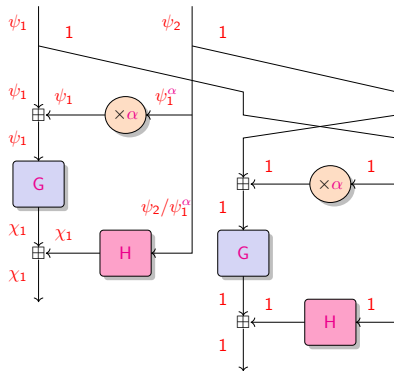 ψ₁ 1 ψ₂ 1
ψ₁ ψ₁ ×α ψ₁^α
ψ₁ 1 ×α 1
G ψ₂/ψ₁^α 1
χ₁ χ₁ H G
χ₁ 1 1 H 1
1